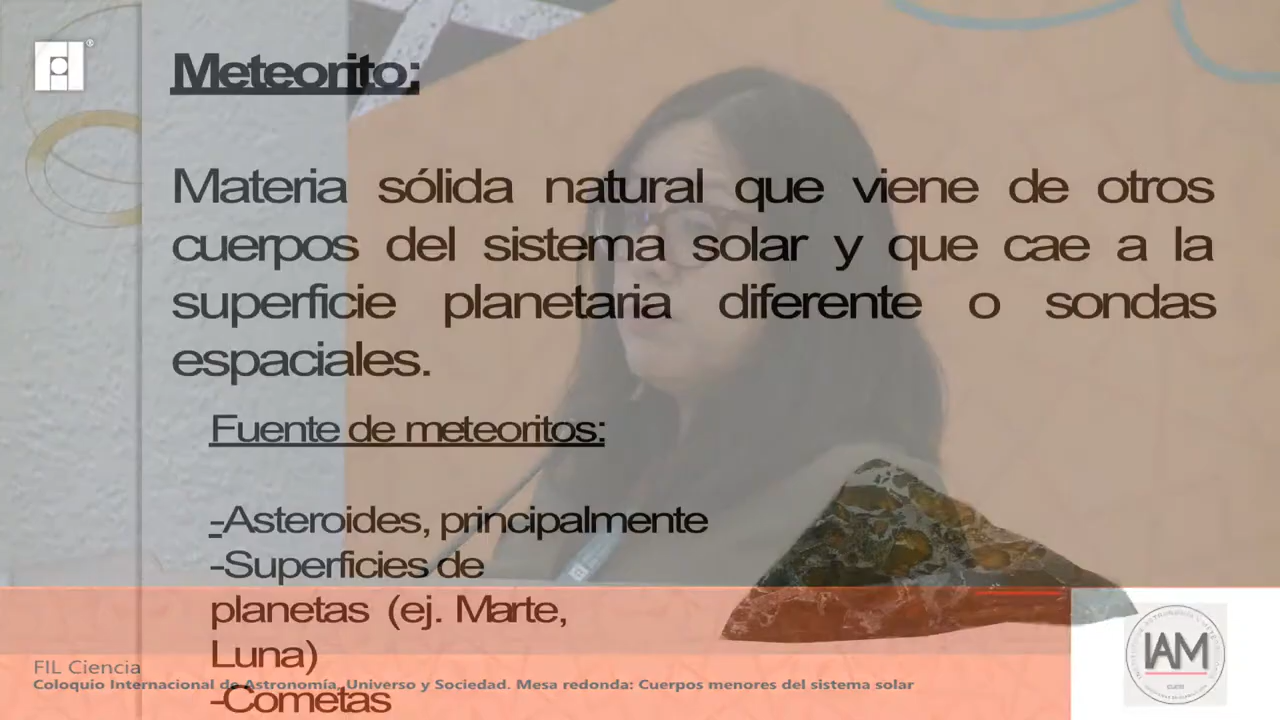 Meteorito:
Materia sólida natural que viene de otros
cuerpos del sistema solar y que cae a la
superficie planetaria diferente o sondas
espaciales.
Fuente de meteoritos:
-Asteroides, principalmente
-Superficies de
planetas (ej. Marte,
Luna)
-Cometas
FIL Ciencia
Coloquio Internacional de Astronomía, Universo y Sociedad. Mesa redonda: Cuerpos menores del sistema solar
IAM